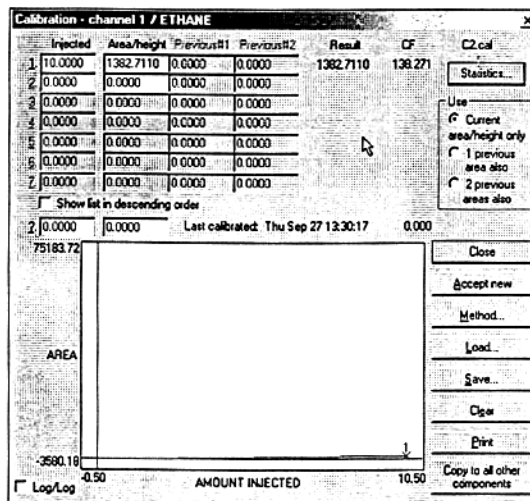 Calibration - channel 1 / ETHANE x
Injected Area/height Previous#1 Previous#2 Result CF C2.cal
1 10.0000 1382.7110 0.0000 0.0000 1382.7110 138.271
2 0.0000 0.0000 0.0000 0.0000
3 0.0000 0.0000 0.0000 0.0000
4 0.0000 0.0000 0.0000 0.0000
5 0.0000 0.0000 0.0000 0.0000
6 0.0000 0.0000 0.0000 0.0000
7 0.0000 0.0000 0.0000 0.0000
Statistics...
Use
Current
area/height only
1 previous
area also
2 previous
areas also
Show list in descending order
2 0.0000 0.0000 Last calibrated: Thu Sep 27 13:30:17 0.000
75183.72
AREA
1
-3580.18
-0.50 AMOUNT INJECTED 10.50
Log/Log
Close
Accept new
Method...
Load...
Save...
Clear
Print
Copy to all other
components